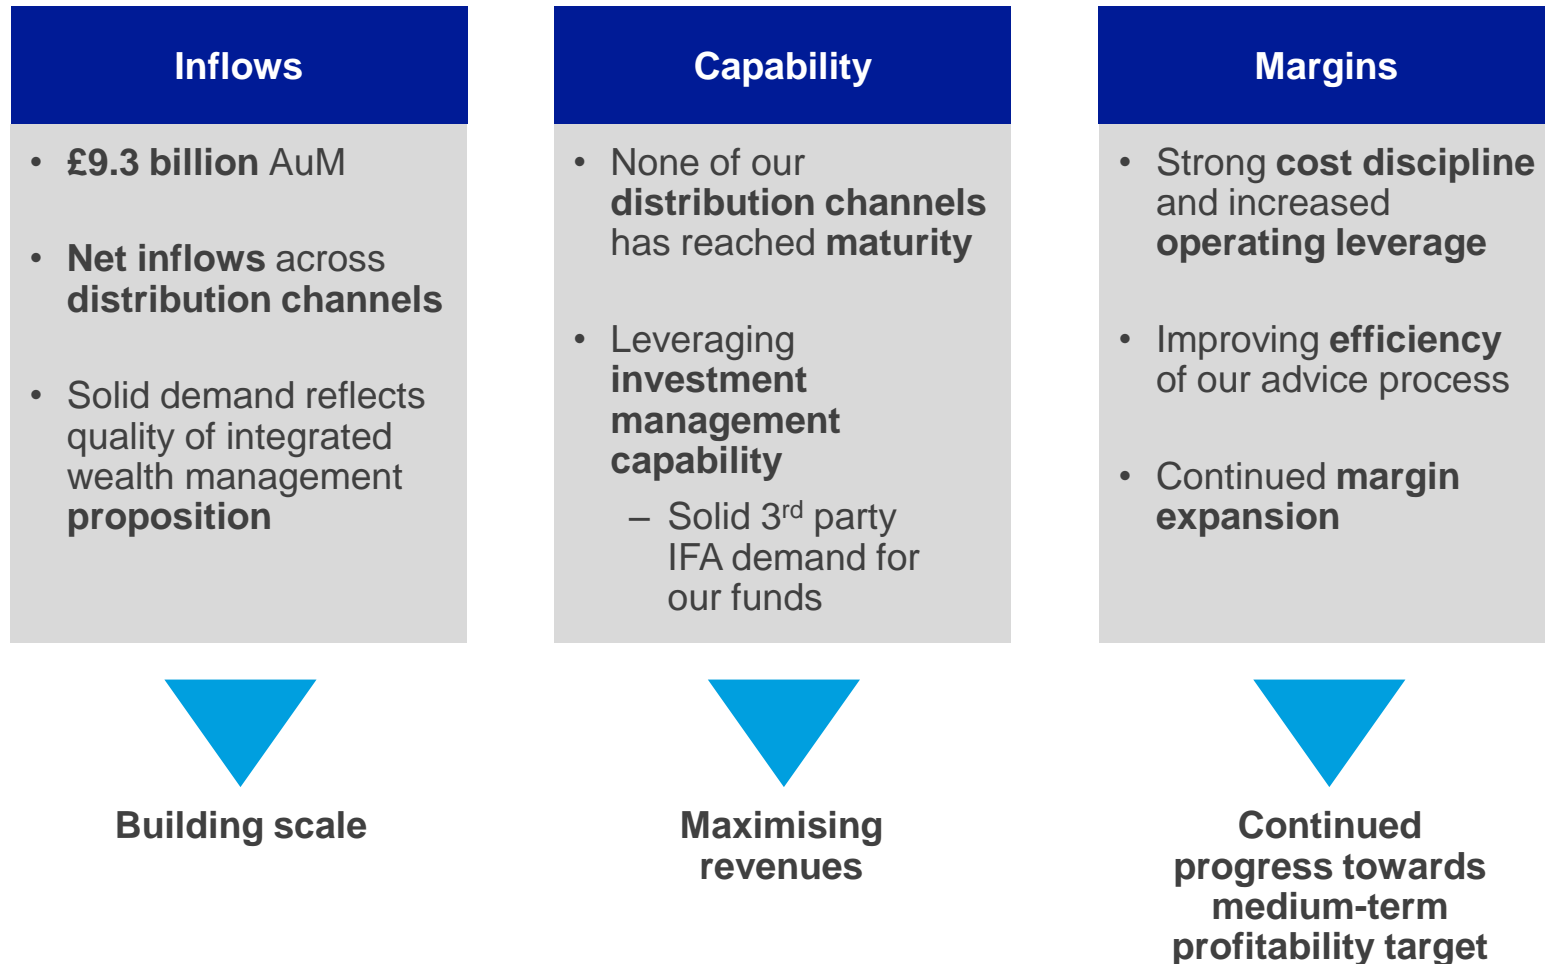 Inflows
• £9.3 billion AuM
• Net inflows across
distribution channels
• Solid demand reflects
quality of integrated
wealth management
proposition
Building scale
Capability
• None of our
distribution channels
has reached maturity
• Leveraging
investment
management
capability
– Solid 3rd party
IFA demand for
our funds
Maximising
revenues
Margins
• Strong cost discipline
and increased
operating leverage
• Improving efficiency
of our advice process
• Continued margin
expansion
Continued
progress towards
medium-term
profitability target